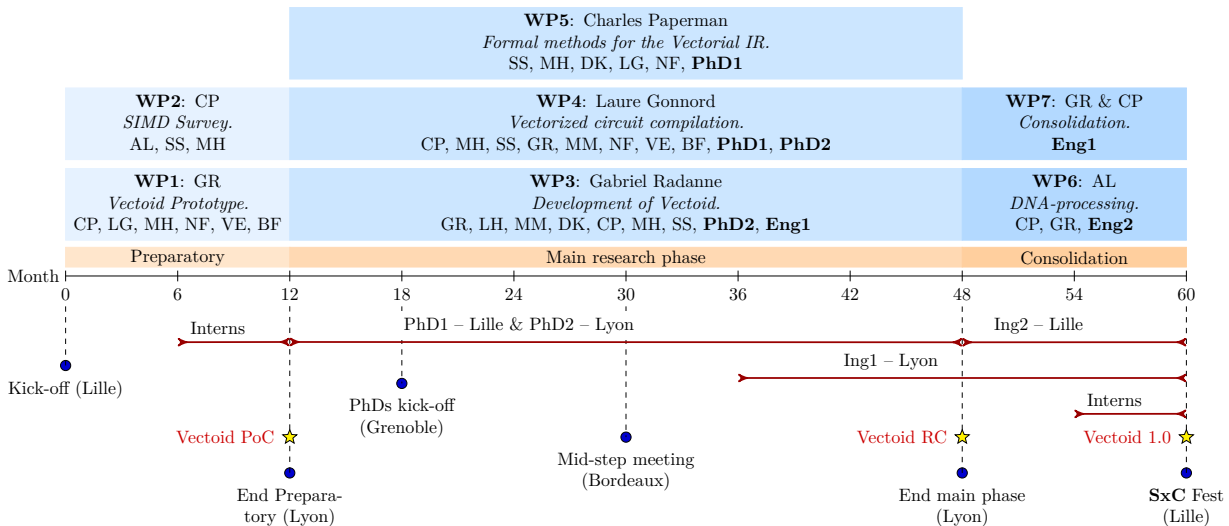 WP5: Charles Paperman
Formal methods for the Vectorial IR.
SS, MH, DK, LG, NF, PhD1
WP2: CP
SIMD Survey.
AL, SS, MH
WP4: Laure Gonnord
Vectorized circuit compilation.
CP, MH, SS, GR, MM, NF, VE, BF, PhD1, PhD2
WP7: GR & CP
Consolidation.
Eng1
WP1: GR
Vectoid Prototype.
CP, LG, MH, NF, VE, BF
WP3: Gabriel Radanne
Development of Vectoid.
GR, LH, MM, DK, CP, MH, SS, PhD2, Eng1
WP6: AL
DNA-processing.
CP, GR, Eng2
Preparatory
Main research phase
Consolidation
Month
0 6 12 18 24 30 36 42 48 54 60
Interns
PhD1 – Lille & PhD2 – Lyon
Ing2 – Lille
Ing1 – Lyon
Kick-off (Lille)
PhDs kick-off
(Grenoble)
Interns
Vectoid PoC
Vectoid RC
Vectoid 1.0
Mid-step meeting
(Bordeaux)
End Prepara-
tory (Lyon)
End main phase
(Lyon)
SxC Fest
(Lille)